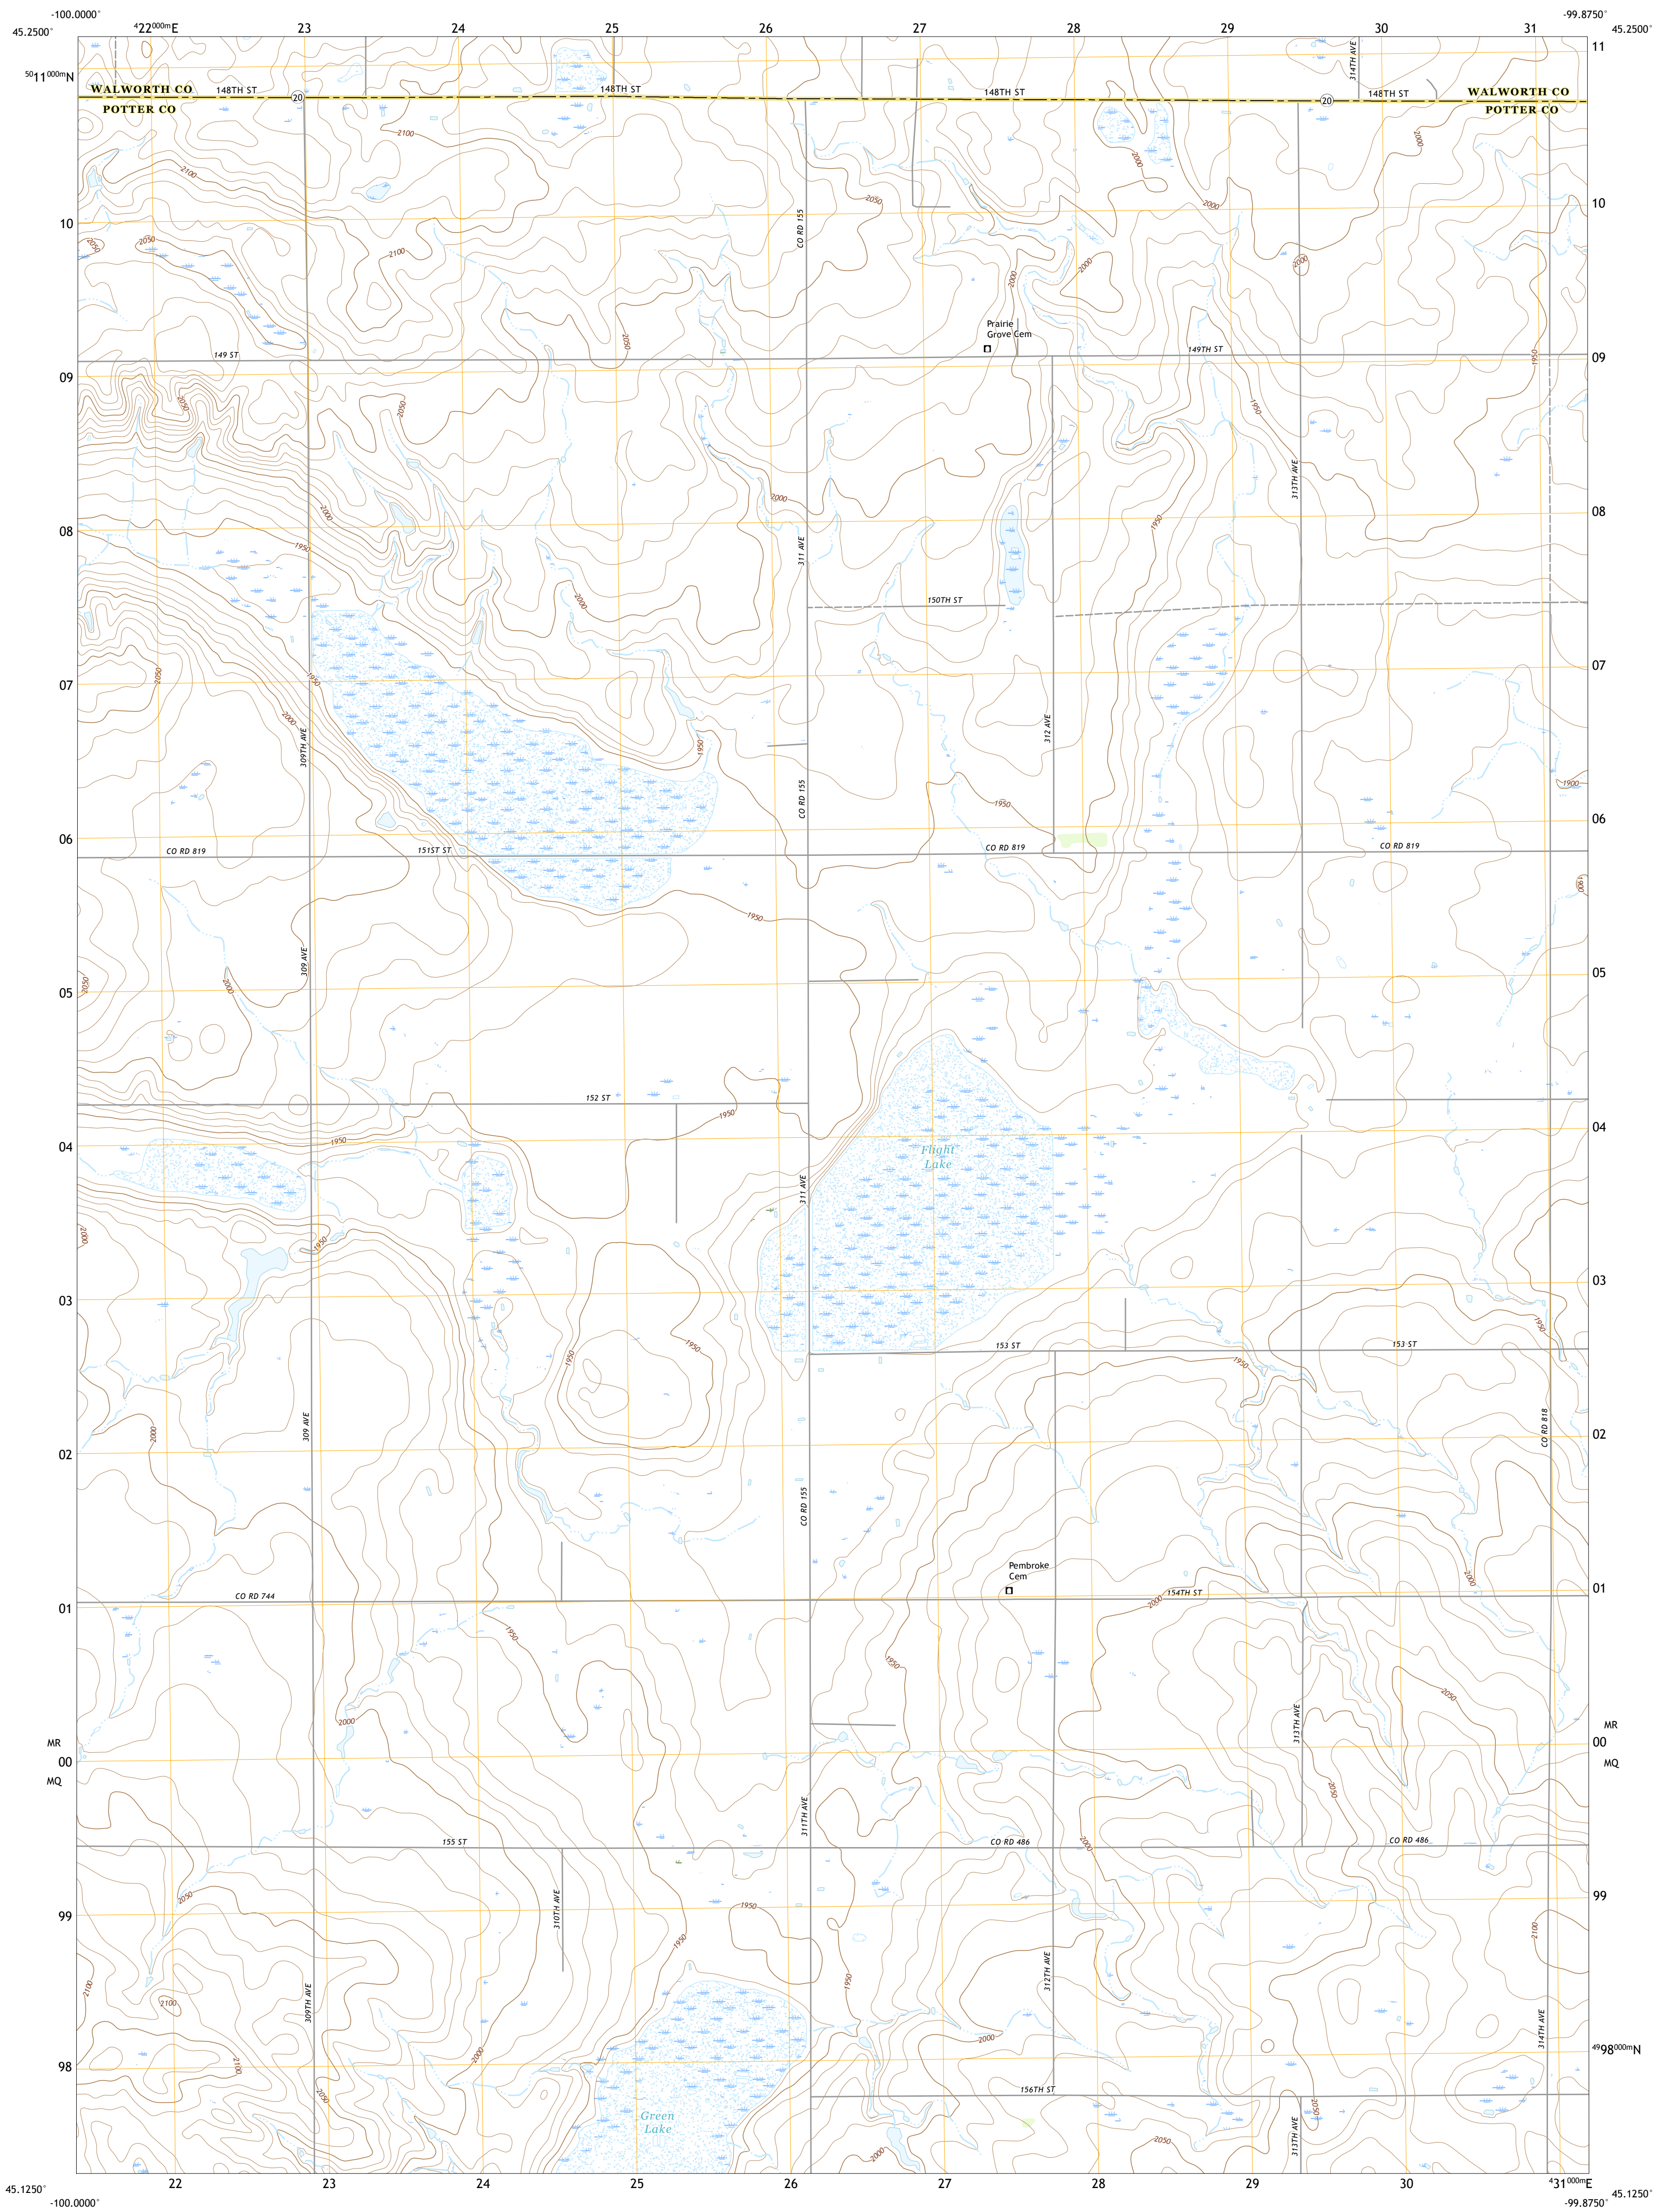 -100.0000°
-99.8750°
45.2500°
⁴22⁰⁰⁰ᵐE
23
24
25
26
27
28
29
30
31
45.2500°
11
⁵⁰11⁰⁰⁰ᵐN
314TH AVE
WALWORTH CO
148TH ST
148TH ST
148TH ST
148TH ST
WALWORTH CO
20
20
POTTER CO
POTTER CO
2100
2000
2000
2100
2050
2000
10
10
CO RD 155
2050
2050
2100
2000
2000
2000
Prairie
Grove Cem
2050
149 ST
149TH ST
1950
09
09
2050
2050
1950
313TH AVE
2000
2000
1950
08
08
1950
311 AVE
150TH ST
2000
07
07
2050
1950
2000
309TH AVE
312 AVE
1950
CO RD 155
1900
1950
06
06
CO RD 819
151ST ST
CO RD 819
CO RD 819
1900
1950
309 AVE
2050
2000
05
05
152 ST
1950
1950
04
04
Flight
Lake
311 AVE
2000
1950
03
03
1950
1950
1950
153 ST
153 ST
1950
309 AVE
2000
CO RD 818
02
02
CO RD 155
Pembroke
Cem
2000
01
01
CO RD 744
154TH ST
2000
1950
1950
2050
2000
313TH AVE
MR
MR
00
00
MQ
MQ
2050
311TH AVE
155 ST
CO RD 486
CO RD 486
2000
2050
310TH AVE
99
99
1950
2100
1950
2100
309TH AVE
312TH AVE
1950
2100
314TH AVE
2000
2000
98
⁴⁹98⁰⁰⁰ᵐN
2100
2050
156TH ST
2050
Green
Lake
313TH AVE
2000
2050
22
23
24
25
26
27
28
29
30
⁴31⁰⁰⁰ᵐE
45.1250°
45.1250°
-100.0000°
-99.8750°